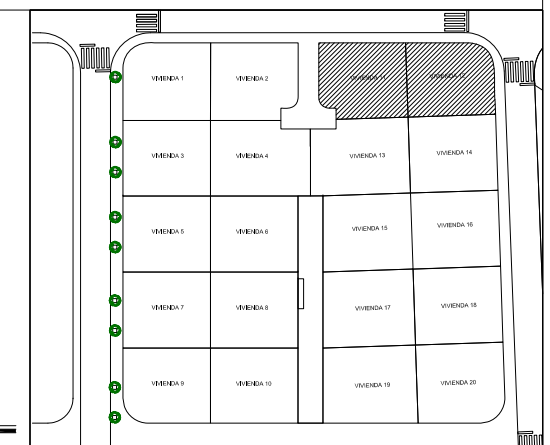 VIVIENDA 1
VIVIENDA 2
VIVIENDA 11
VIVIENDA 12
VIVIENDA 3
VIVIENDA 4
VIVIENDA 13
VIVIENDA 14
VIVIENDA 5
VIVIENDA 6
VIVIENDA 15
VIVIENDA 16
VIVIENDA 7
VIVIENDA 8
VIVIENDA 17
VIVIENDA 18
VIVIENDA 9
VIVIENDA 10
VIVIENDA 19
VIVIENDA 20